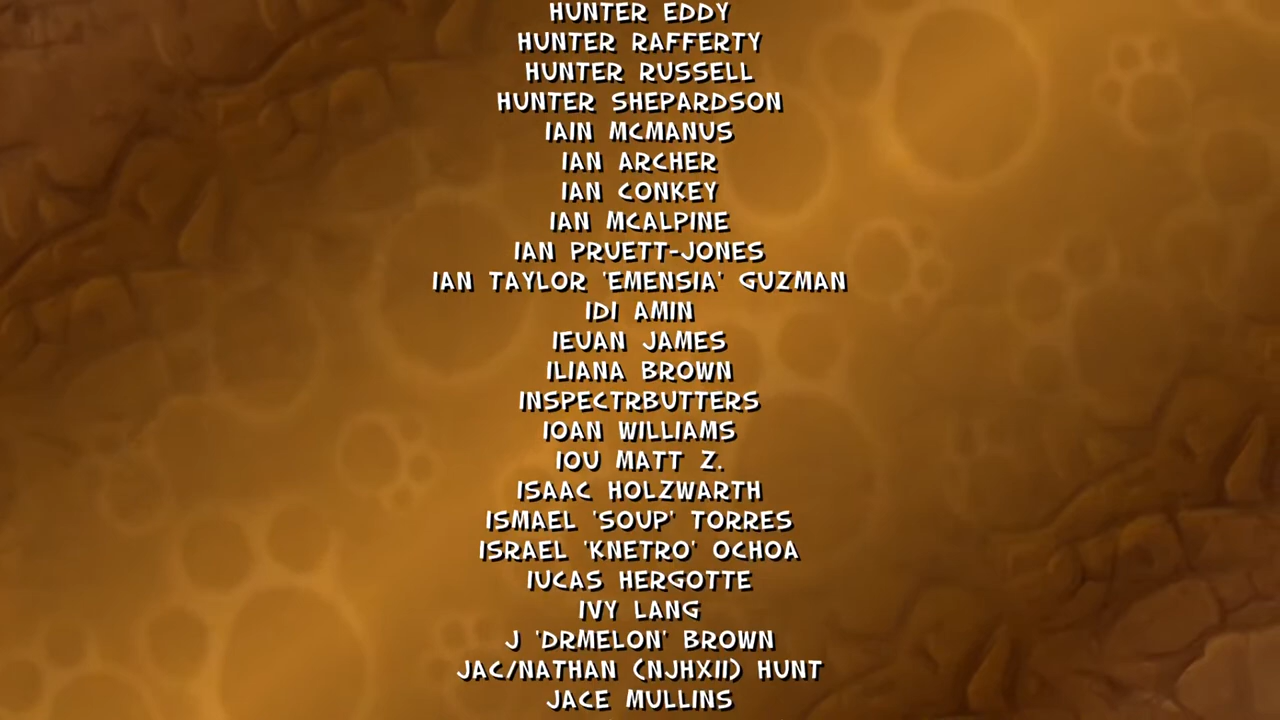 HUNTER EDDY
HUNTER RAFFERTY
HUNTER RUSSELL
HUNTER SHEPARDSON
IAIN MCMANUS
IAN ARCHER
IAN CONKEY
IAN MCALPINE
IAN PRUETT-JONES
IAN TAYLOR 'EMENSIA' GUZMAN
IDI AMIN
IEUAN JAMES
ILIANA BROWN
INSPECTRBUTTERS
IOAN WILLIAMS
IOU MATT Z.
ISAAC HOLZWARTH
ISMAEL 'SOUP' TORRES
ISRAEL 'KNETRO' OCHOA
IUCAS HERGOTTE
IVY LANG
J 'DRMELON' BROWN
JAC/NATHAN (NJHXII) HUNT
JACE MULLINS